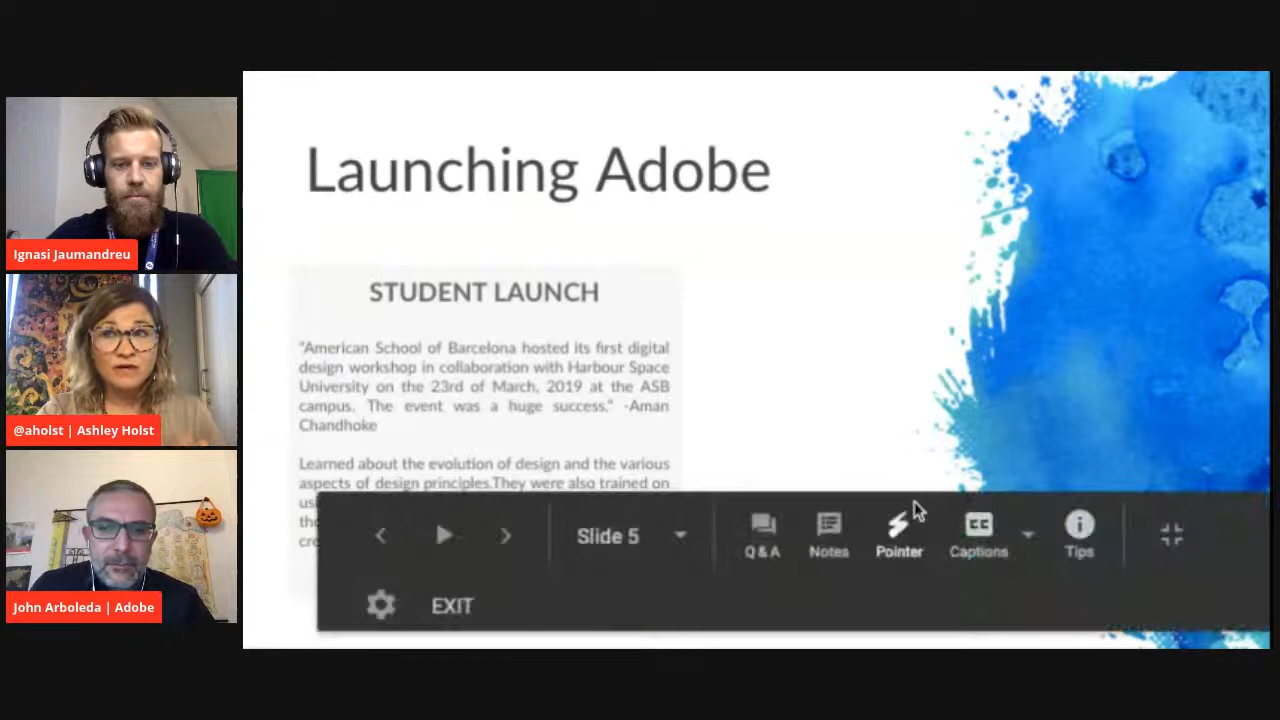 Ignasi Jaumandreu
@aholst | Ashley Holst
John Arboleda | Adobe
Launching Adobe
STUDENT LAUNCH
"American School of Barcelona hosted its first digital
design workshop in collaboration with Harbour Space
University on the 23rd of March, 2019 at the ASB
campus. The event was a huge success." -Aman
Chandhoke
Learned about the evolution of design and the various
aspects of design principles.They were also trained on
Slide 5
Q & A
Notes
Pointer
CC
Captions
Tips
EXIT